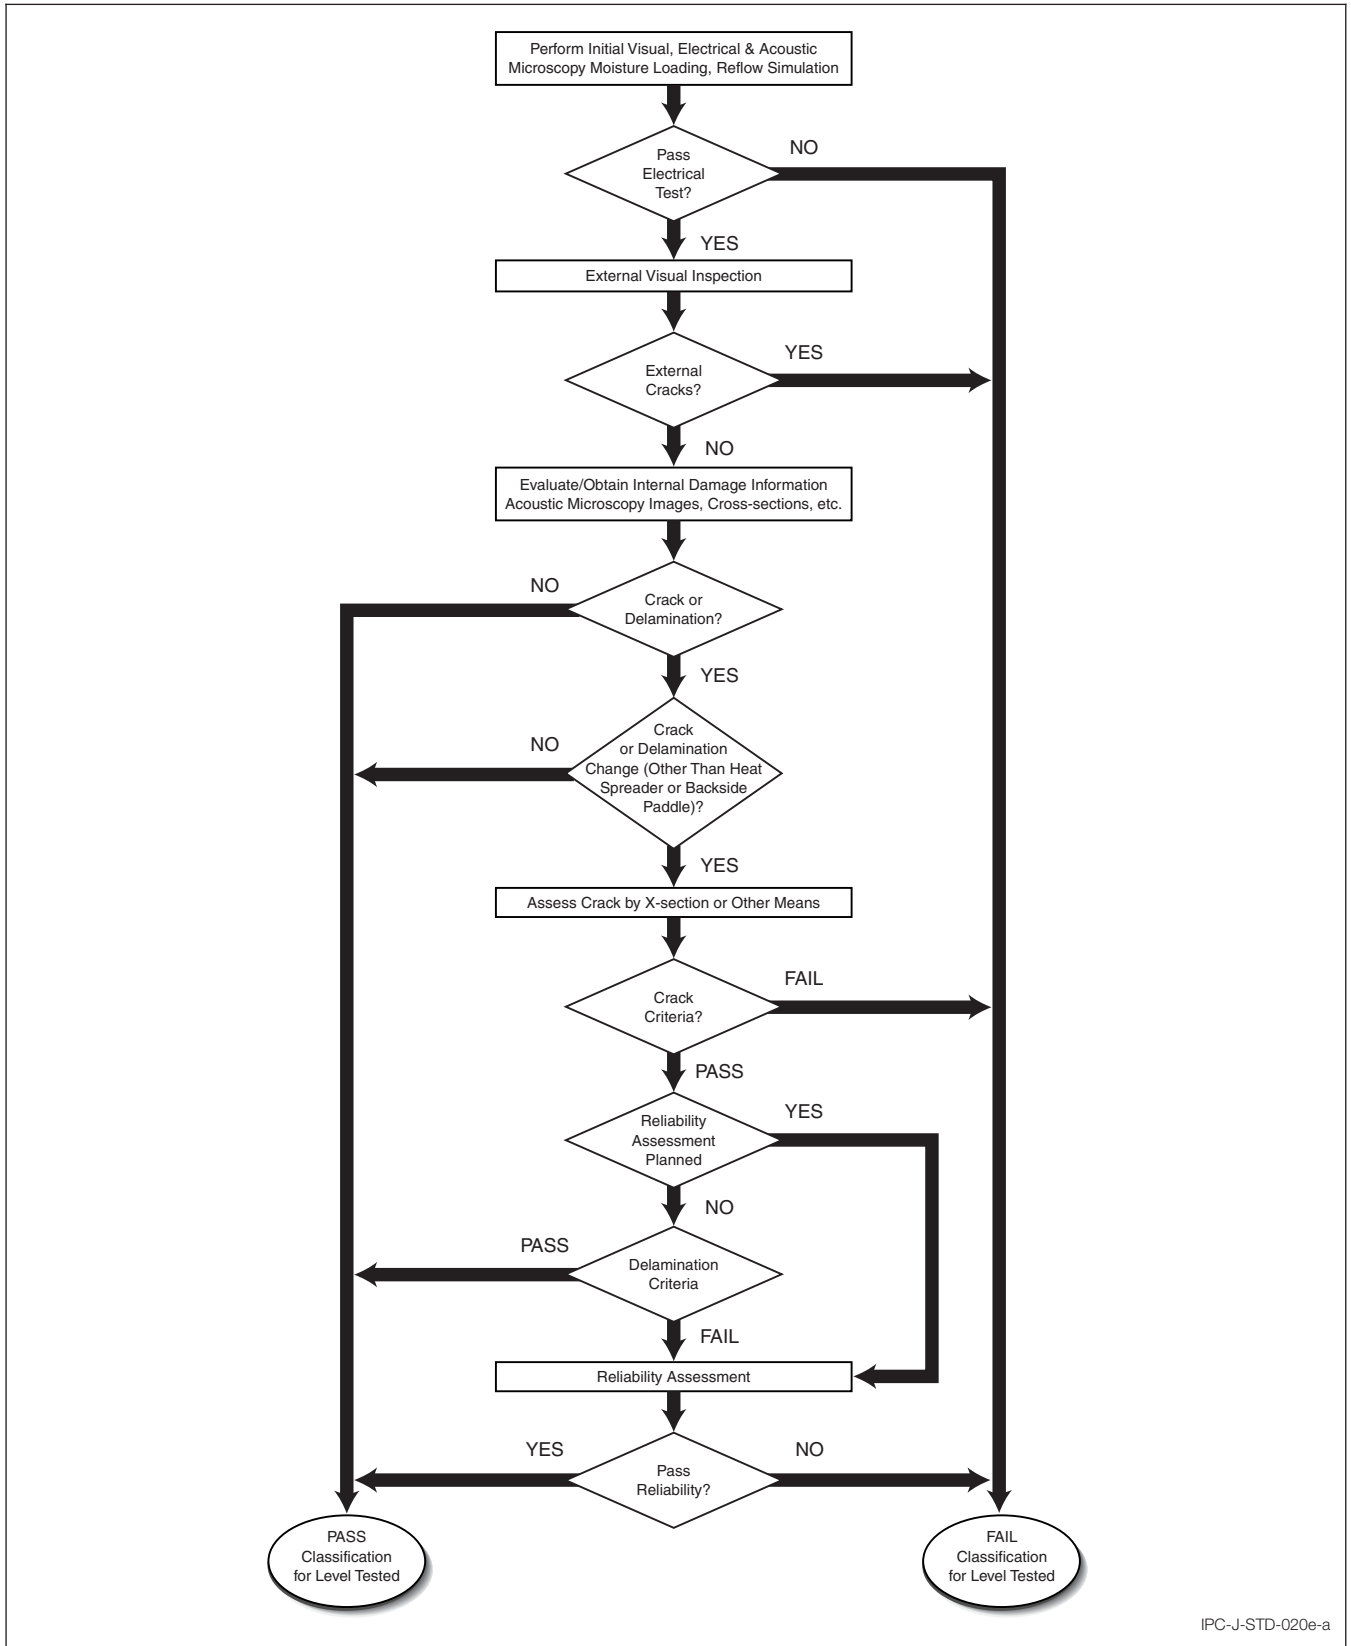 Perform Initial Visual, Electrical & Acoustic
Microscopy Moisture Loading, Reflow Simulation
Pass
Electrical
Test?
NO
YES
External Visual Inspection
External
Cracks?
YES
NO
Evaluate/Obtain Internal Damage Information
Acoustic Microscopy Images, Cross-sections, etc.
NO
Crack or
Delamination?
YES
NO
Crack
or Delamination
Change (Other Than Heat
Spreader or Backside
Paddle)?
YES
Assess Crack by X-section or Other Means
Crack
Criteria?
FAIL
PASS
Reliability
Assessment
Planned
YES
NO
PASS
Delamination
Criteria
FAIL
Reliability Assessment
YES
Pass
Reliability?
NO
PASS
Classification
for Level Tested
FAIL
Classification
for Level Tested
IPC-J-STD-020e-a